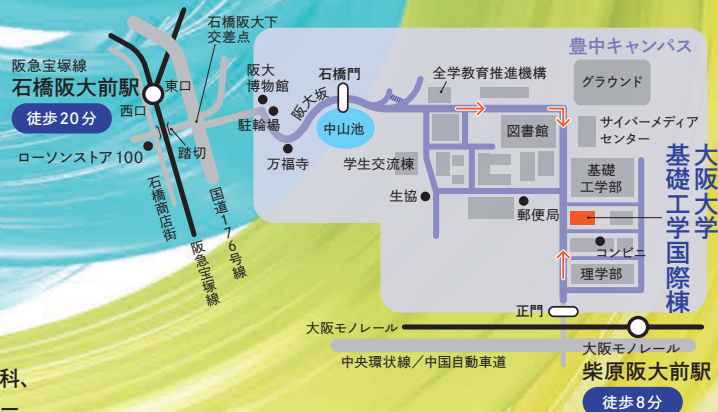 石橋阪大下
交差点
豊中キャンパス
阪急宝塚線
石橋阪大前駅
徒歩20分
東口
西口
ローソンストア100
踏切
石橋商店街
阪急宝塚線
国道176号線
阪大
博物館
駐輪場
万福寺
阪大坂
石橋門
中山池
全学教育推進機構
グラウンド
図書館
サイバーメディア
センター
学生交流棟
基礎
工学部
生協
郵便局
コンビニ
理学部
大阪大学
基礎工学国際棟
正門
大阪モノレール
中央環状線／中国自動車道
大阪モノレール
柴原阪大前駅
徒歩8分
科、